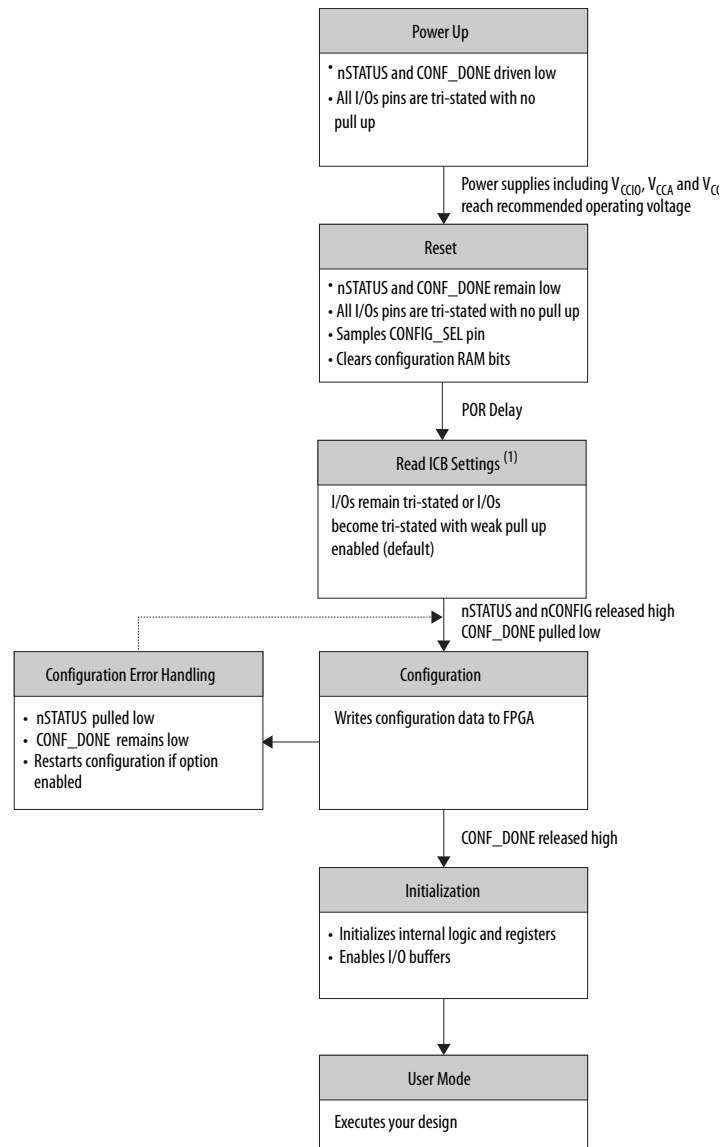 Power Up
• nSTATUS and CONF_DONE driven low
• All I/Os pins are tri-stated with no
pull up
Power supplies including VCCIO, VCCA and
reach recommended operating voltage
Reset
• nSTATUS and CONF_DONE remain low
• All I/Os pins are tri-stated with no pull up
• Samples CONFIG_SEL pin
• Clears configuration RAM bits
POR Delay
Read ICB Settings (1)
I/Os remain tri-stated or I/Os
become tri-stated with weak pull up
enabled (default)
nSTATUS and nCONFIG released high
CONF_DONE pulled low
Configuration Error Handling
• nSTATUS pulled low
• CONF_DONE remains low
• Restarts configuration if option
enabled
Configuration
Writes configuration data to FPGA
CONF_DONE released high
Initialization
• Initializes internal logic and registers
• Enables I/O buffers
User Mode
Executes your design